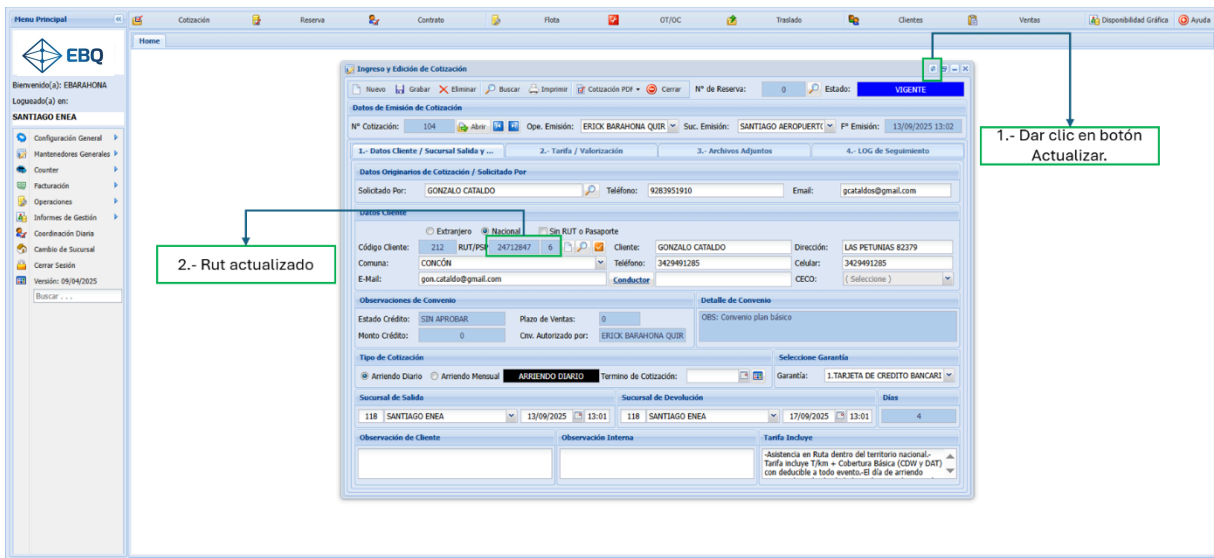 Menu Principal
Cotización Reserva Contrato Flota OT/OC Traslado Clientes Ventas Disponibilidad Gráfica Ayuda
Home
EBQ
Bienvenido(a): EBARAHONA
Logueado(a) en:
SANTIAGO ENEA
Configuración General
Mantenedores Generales
Counter
Facturación
Operaciones
Informes de Gestión
Coordinación Diaria
Cambio de Sucursal
Cerrar Sesión
Versión: 09/04/2025
Buscar . . .
Ingreso y Edición de Cotización
Nuevo Grabar Eliminar Buscar Imprimir Cotización PDF Cerrar N° de Reserva: 0 Estado: VIGENTE
Datos de Emisión de Cotización
N° Cotización: 104 Abrir Ope. Emisión: ERICK BARAHONA QUIR Suc. Emisión: SANTIAGO AEROPUERT( F° Emisión: 13/09/2025 13:02
1.- Datos Cliente / Sucursal Salida y ... 2.- Tarifa / Valorización 3.- Archivos Adjuntos 4.- LOG de Seguimiento
Datos Originarios de Cotización / Solicitado Por
Solicitado Por: GONZALO CATALDO Teléfono: 9283951910 Email: gcataldos@gmail.com
Datos Cliente
Extranjero Nacional Sin RUT o Pasaporte
Código Cliente: 212 RUT/PSP 24712847 6 Cliente: GONZALO CATALDO Dirección: LAS PETUNIAS 82379
Comuna: CONCÓN Teléfono: 3429491285 Celular: 3429491285
E-Mail: gon.cataldo@gmail.com Conductor CECO: ( Seleccione )
Observaciones de Convenio Detalle de Convenio
Estado Crédito: SIN APROBAR Plazo de Ventas: 0 OBS: Convenio plan básico
Monto Crédito: 0 Cnv. Autorizado por: ERICK BARAHONA QUIR
Tipo de Cotización Seleccione Garantía
Arriendo Diario Arriendo Mensual ARRIENDO DIARIO Termino de Cotización: Garantía: 1.TARJETA DE CREDITO BANCARI
Sucursal de Salida Sucursal de Devolución Días
118 SANTIAGO ENEA 13/09/2025 13:01 118 SANTIAGO ENEA 17/09/2025 13:01 4
Observación de Cliente Observación Interna Tarifa Incluye
-Asistencia en Ruta dentro del territorio nacional.-
Tarifa incluye T/km + Cobertura Básica (CDW y DAT)
con deducible a todo evento.-El día de arriendo
1.- Dar clic en botón
Actualizar.
2.- Rut actualizado